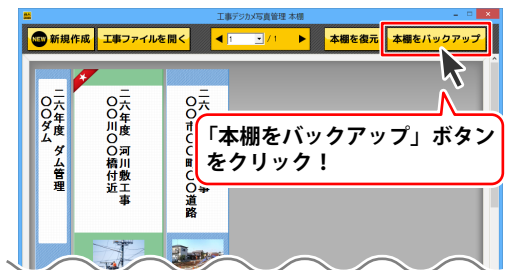 工事デジカメ写真管理 本棚
NEW 新規作成 工事ファイルを開く 1 / 1 本棚を復元 本棚をバックアップ
二六年度 ダム管理
〇〇ダム
二六年度 河川敷工事
〇〇川〇〇橋付近
二六
〇〇市〇
〇道路
「本棚をバックアップ」ボタン
をクリック！